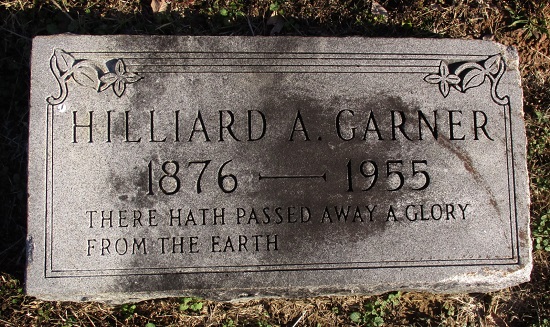 HILLIARD A. GARNER
1876 — 1955
THERE HATH PASSED AWAY A GLORY
FROM THE EARTH